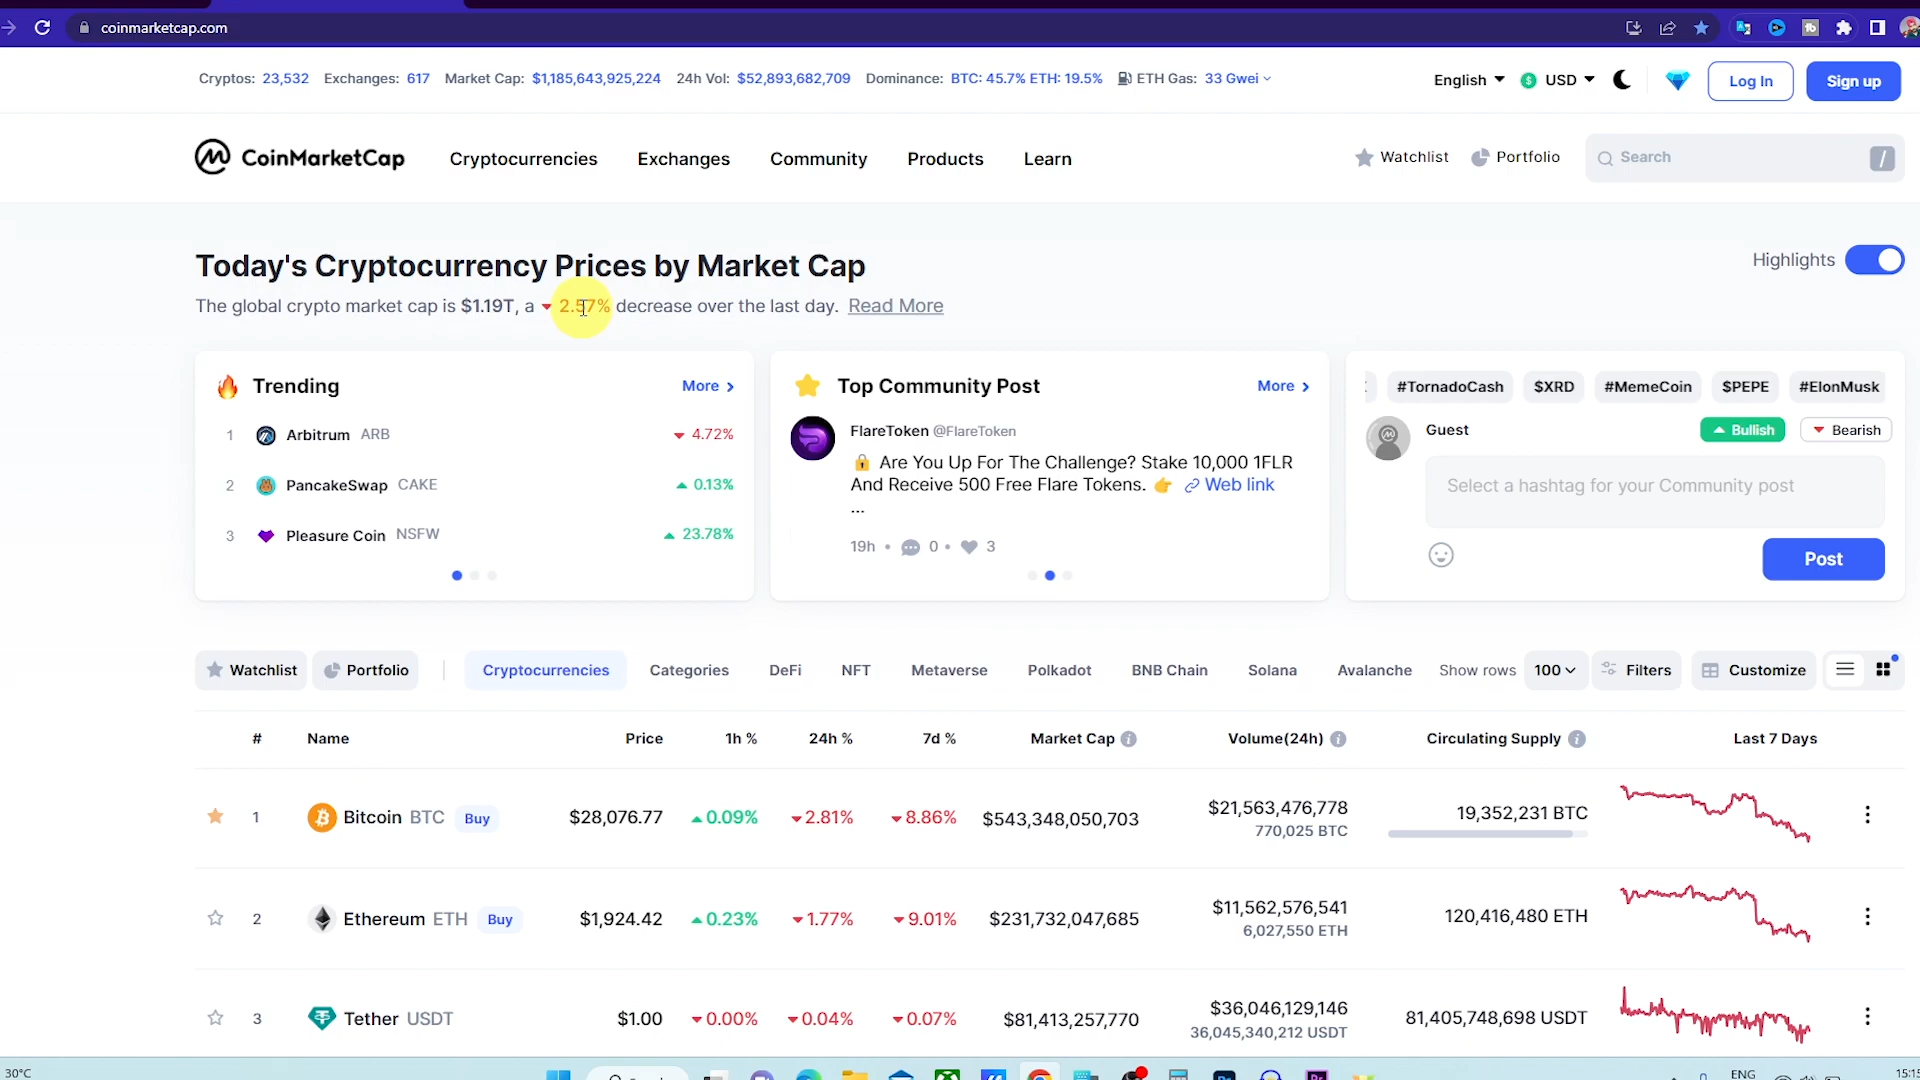 coinmarketcap.com
Cryptos: 23,532 Exchanges: 617 Market Cap: $1,185,643,925,224 24h Vol: $52,893,682,709 Dominance: BTC: 45.7% ETH: 19.5% ETH Gas: 33 Gwei
English USD Log In Sign up
CoinMarketCap Cryptocurrencies Exchanges Community Products Learn
Watchlist Portfolio Search /
Today's Cryptocurrency Prices by Market Cap
Highlights
The global crypto market cap is $1.19T, a 2.57% decrease over the last day. Read More
Trending More
1 Arbitrum ARB 4.72%
2 PancakeSwap CAKE 0.13%
3 Pleasure Coin NSFW 23.78%
Top Community Post More
FlareToken @FlareToken
🔒 Are You Up For The Challenge? Stake 10,000 1FLR
And Receive 500 Free Flare Tokens. 👉 Web link
...
19h • 0 • 3
#TornadoCash $XRD #MemeCoin $PEPE #ElonMusk
Guest Bullish Bearish
Select a hashtag for your Community post
Post
Watchlist Portfolio Cryptocurrencies Categories DeFi NFT Metaverse Polkadot BNB Chain Solana Avalanche Show rows 100 Filters Customize
# Name Price 1h % 24h % 7d % Market Cap Volume(24h) Circulating Supply Last 7 Days
1 Bitcoin BTC Buy $28,076.77 0.09% 2.81% 8.86% $543,348,050,703 $21,563,476,778 19,352,231 BTC
770,025 BTC
2 Ethereum ETH Buy $1,924.42 0.23% 1.77% 9.01% $231,732,047,685 $11,562,576,541 120,416,480 ETH
6,027,550 ETH
3 Tether USDT $1.00 0.00% 0.04% 0.07% $81,413,257,770 $36,046,129,146 81,405,748,698 USDT
36,045,340,212 USDT
30°C
ENG